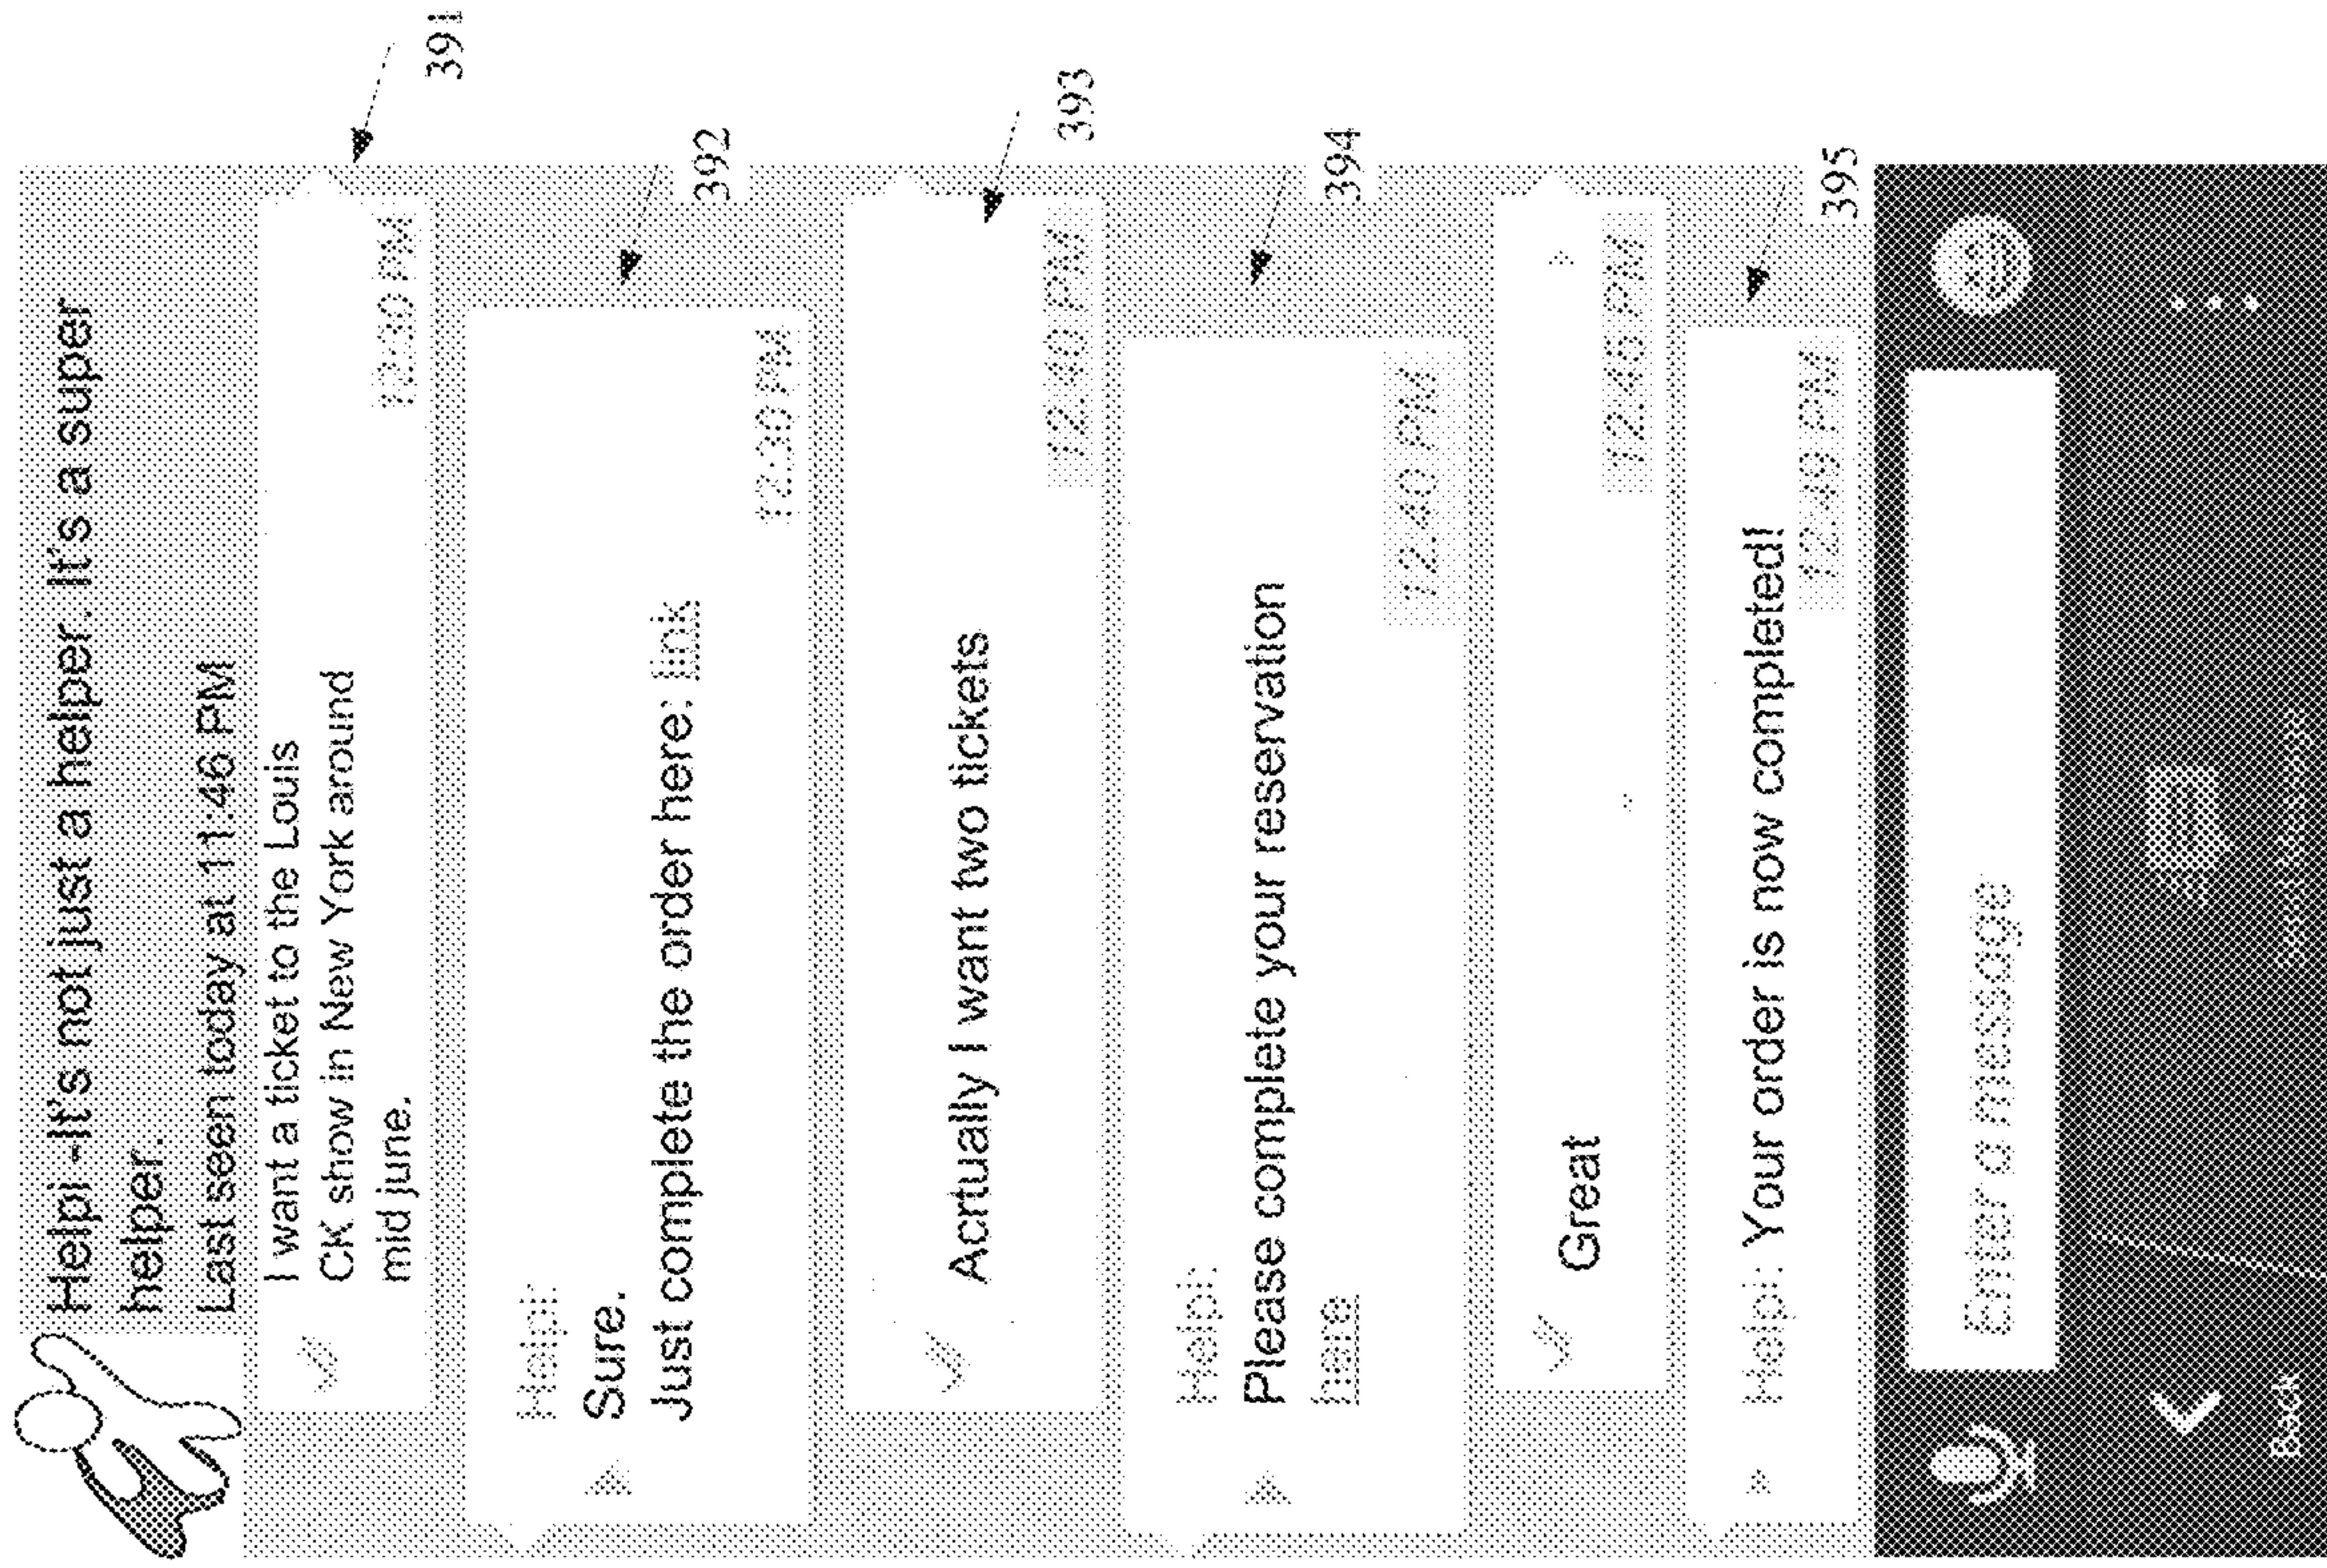 Helpi -It's not just a helper. It's a super
helper.
Last seen today at 11:46 PM
I want a ticket to the Louis
CK show in New York around
mid june.
12:30 PM
391
Helpi:
Sure.
Just complete the order here: link
12:30 PM
392
Acrtually I want two tickets
12:40 PM
393
Helpi:
Please complete your reservation
here
12:40 PM
394
Great
12:45 PM
Helpi: Your order is now completed!
12:49 PM
395
Enter a message
Back